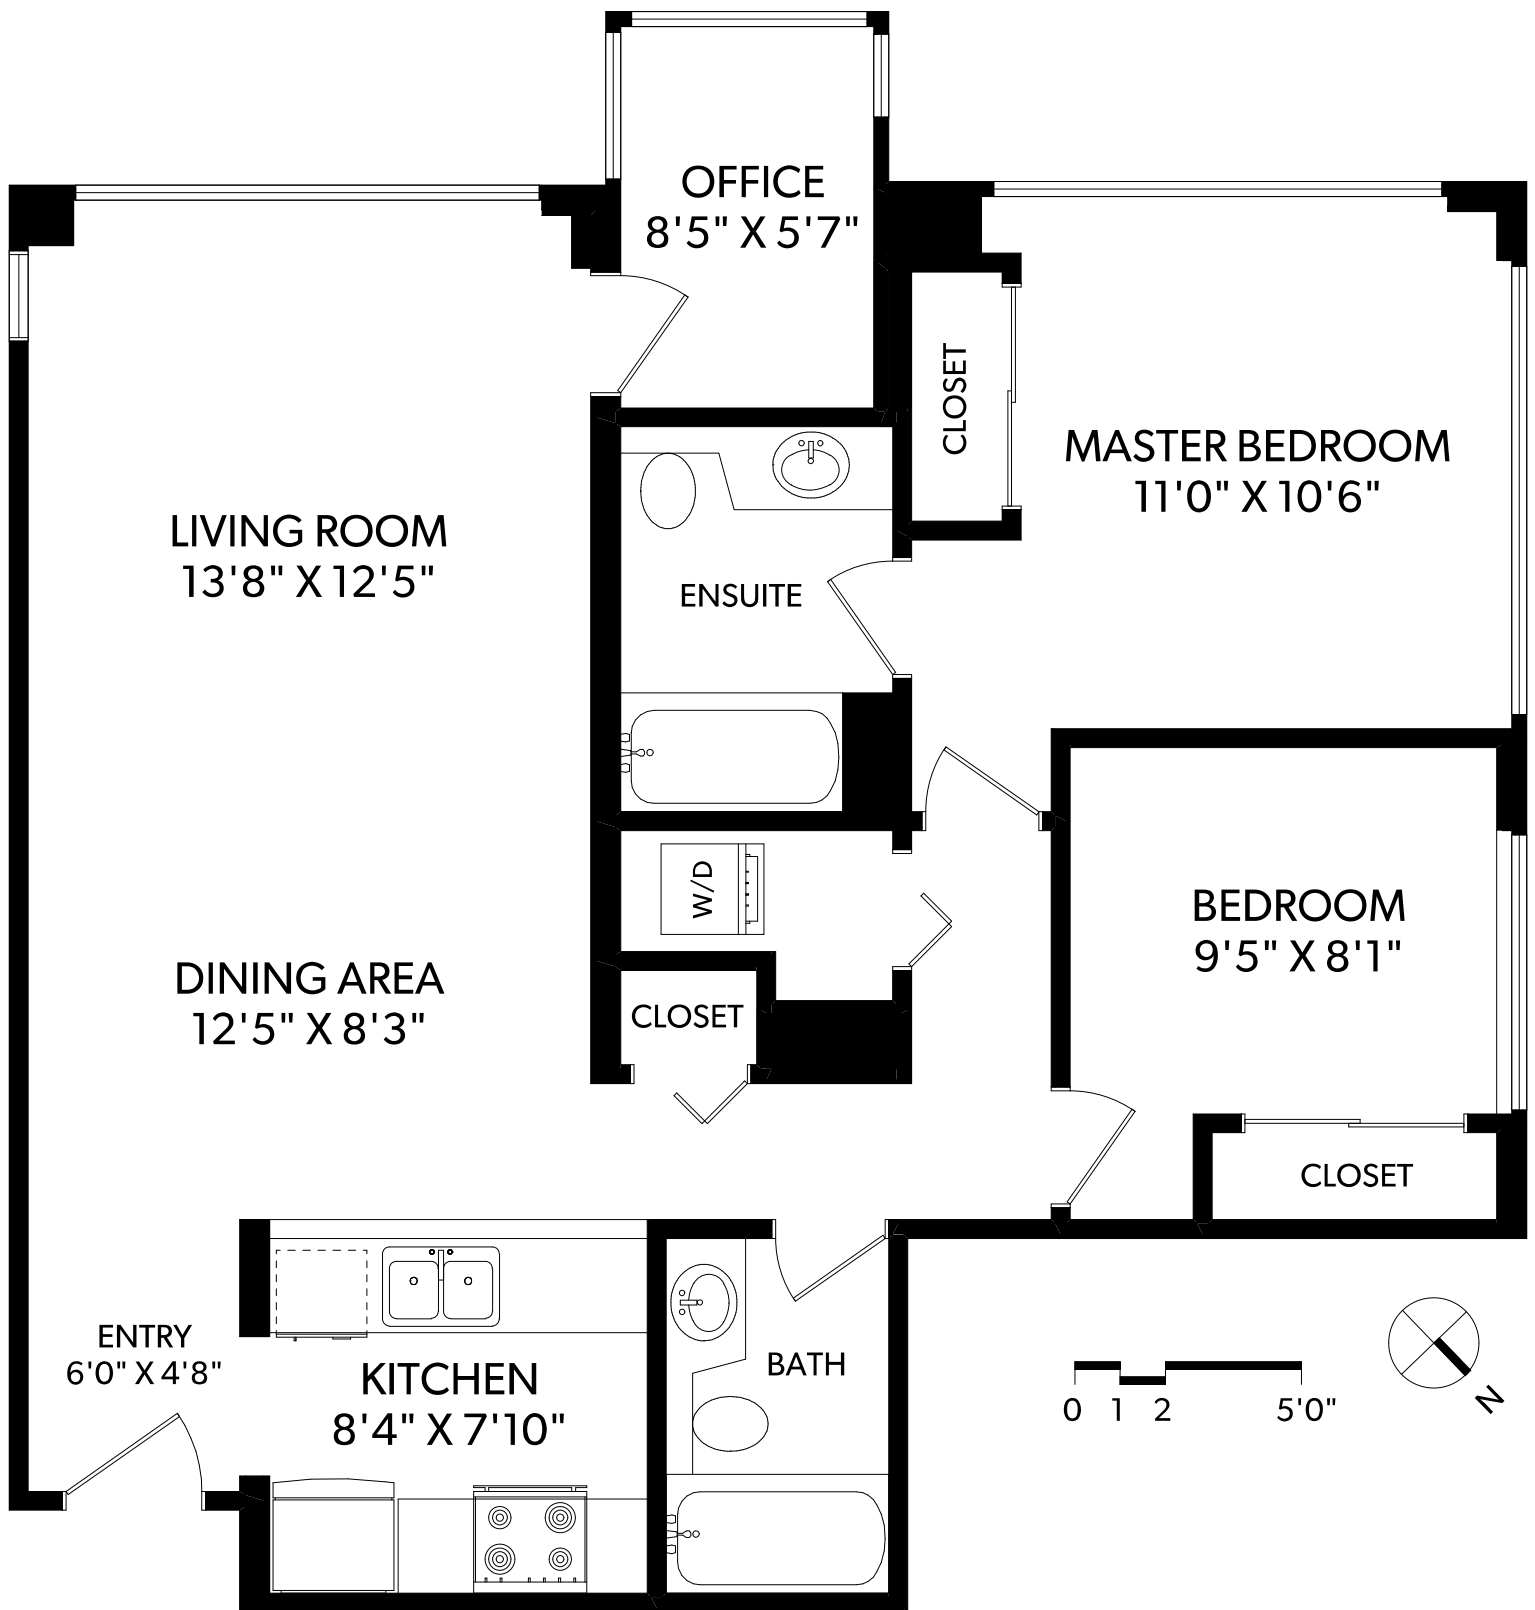 OFFICE
8'5" X 5'7"
CLOSET
MASTER BEDROOM
11'0" X 10'6"
LIVING ROOM
13'8" X 12'5"
ENSUITE
W/D
BEDROOM
9'5" X 8'1"
DINING AREA
12'5" X 8'3"
CLOSET
CLOSET
ENTRY
6'0" X 4'8"
KITCHEN
8'4" X 7'10"
BATH
0 1 2 5'0"
N